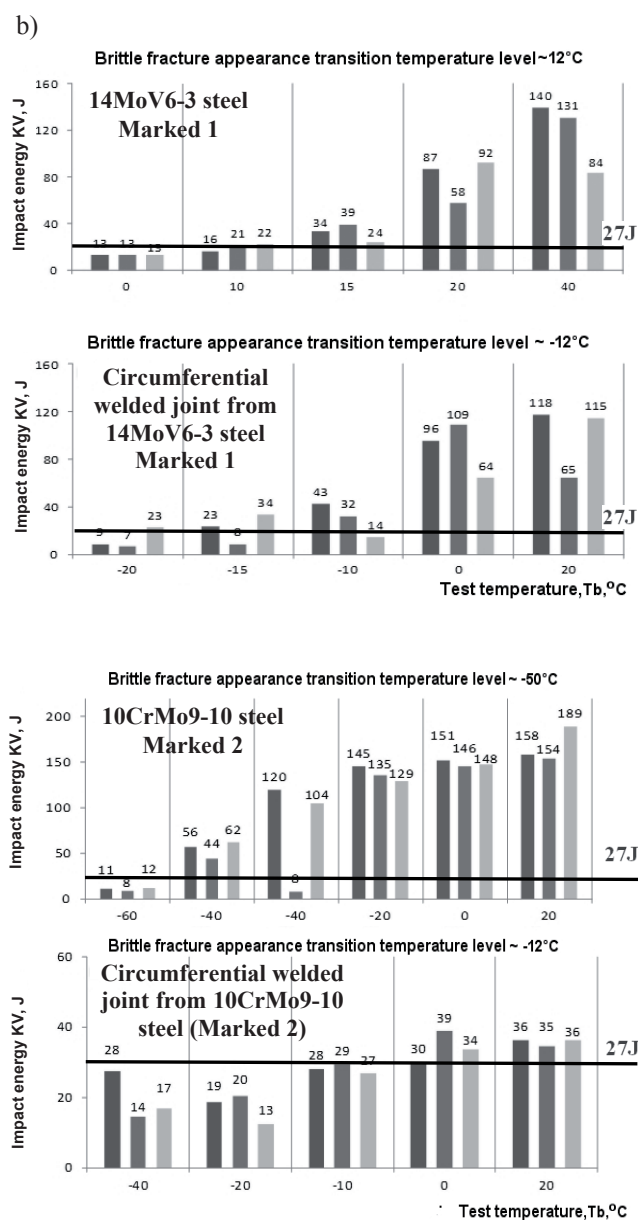 b)
Brittle fracture appearance transition temperature level~12°C
14MoV6-3 steel
Marked 1
Impact energy KV, J
160
120
80
40
0
13 13 13 16 21 22 34 39 24 87 58 92 140 131 84
27J
0 10 15 20 40
Brittle fracture appearance transition temperature level ~ -12°C
Circumferential
welded joint from
14MoV6-3 steel
Marked 1
Impact energy KV, J
160
120
80
40
0
9 7 23 23 8 34 43 32 14 96 109 64 118 65 115
27J
-20 -15 -10 0 20
Test temperature,Tb,°C
Brittle fracture appearance transition temperature level ~ -50°C
10CrMo9-10 steel
Marked 2
Impact energy KV, J
200
150
100
50
0
11 8 12 56 44 62 120 8 104 145 135 129 151 146 148 158 154 189
27J
-60 -40 -40 -20 0 20
Brittle fracture appearance transition temperature level ~ -12°C
Circumferential welded
joint from 10CrMo9-10
steel (Marked 2)
Impact energy KV, J
60
40
20
0
28 14 17 19 20 13 28 29 27 30 39 34 36 35 36
27J
-40 -20 -10 0 20
Test temperature,Tb,°C